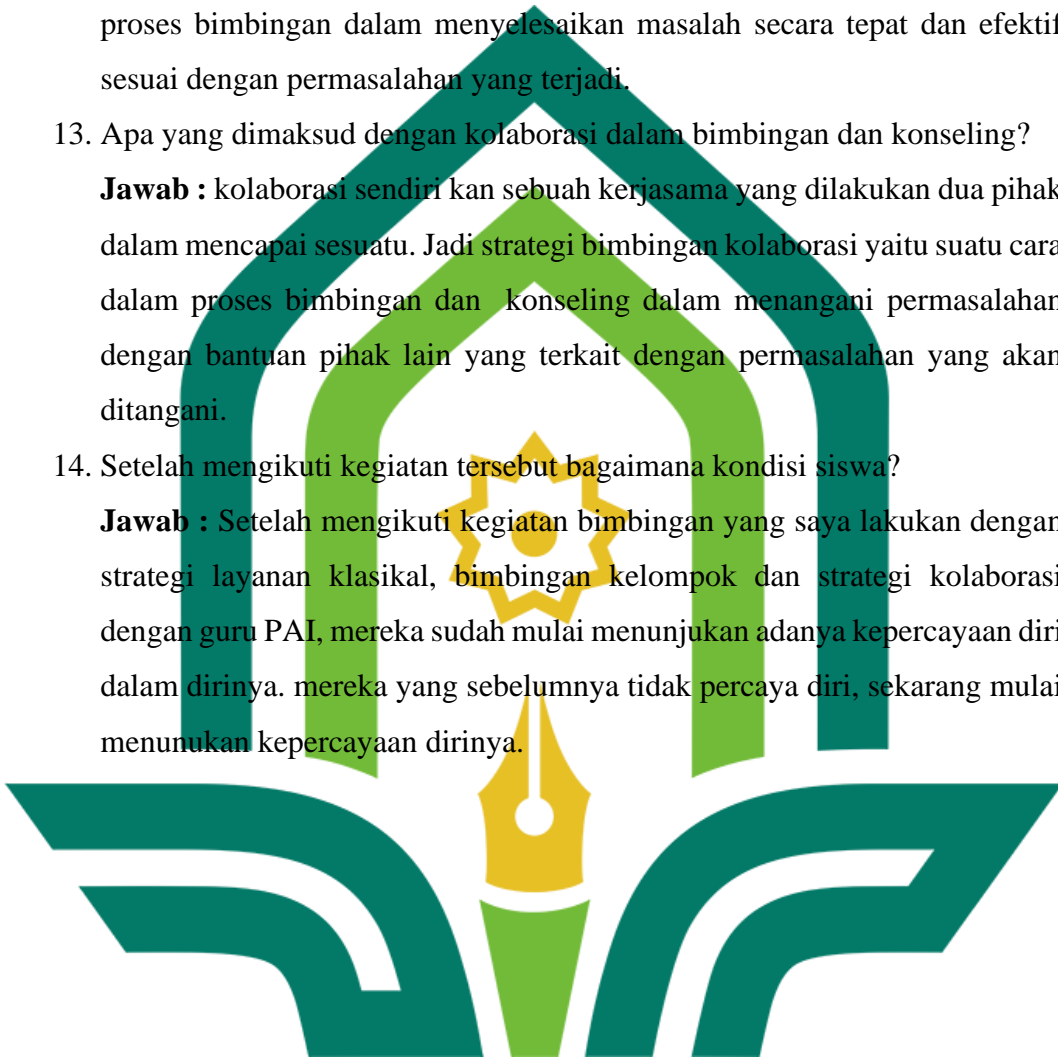 proses bimbingan dalam menyelesaikan masalah secara tepat dan efektif
sesuai dengan permasalahan yang terjadi.
13. Apa yang dimaksud dengan kolaborasi dalam bimbingan dan konseling?
Jawab : kolaborasi sendiri kan sebuah kerjasama yang dilakukan dua pihak
dalam mencapai sesuatu. Jadi strategi bimbingan kolaborasi yaitu suatu cara
dalam proses bimbingan dan konseling dalam menangani permasalahan
dengan bantuan pihak lain yang terkait dengan permasalahan yang akan
ditangani.
14. Setelah mengikuti kegiatan tersebut bagaimana kondisi siswa?
Jawab : Setelah mengikuti kegiatan bimbingan yang saya lakukan dengan
strategi layanan klasikal, bimbingan kelompok dan strategi kolaborasi
dengan guru PAI, mereka sudah mulai menunjukan adanya kepercayaan diri
dalam dirinya. mereka yang sebelumnya tidak percaya diri, sekarang mulai
menunukan kepercayaan dirinya.